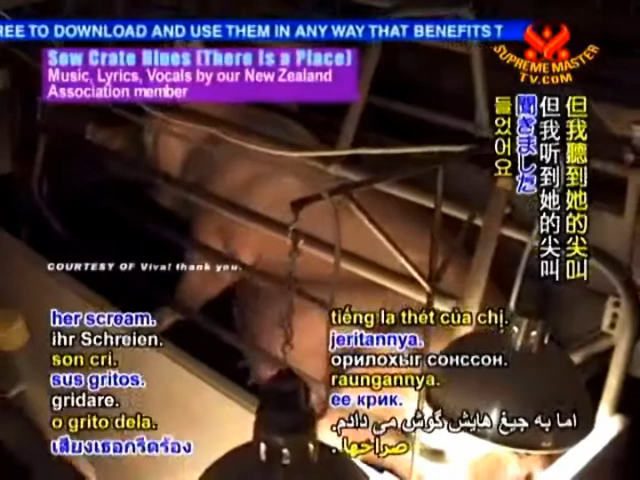 REE TO DOWNLOAD AND USE THEM IN ANY WAY THAT BENEFITS T
SUPREME MASTER
TV.COM
Sow Crate Blues (There Is a Place)
Music, Lyrics, Vocals by our New Zealand
Association member
但我聽到她的尖叫
但我听到她的尖叫
聞きました
들었어요
COURTESY OF Viva! thank you.
her scream.
ihr Schreien.
son cri.
sus gritos.
gridare.
o grito dela.
เสียงเธอกรีดร้อง
tiếng la thét của chị.
jeritannya.
орилохыг сонссон.
raungannya.
ее крик.
اما به جیغ هایش گوش می دادم.
صراخها .